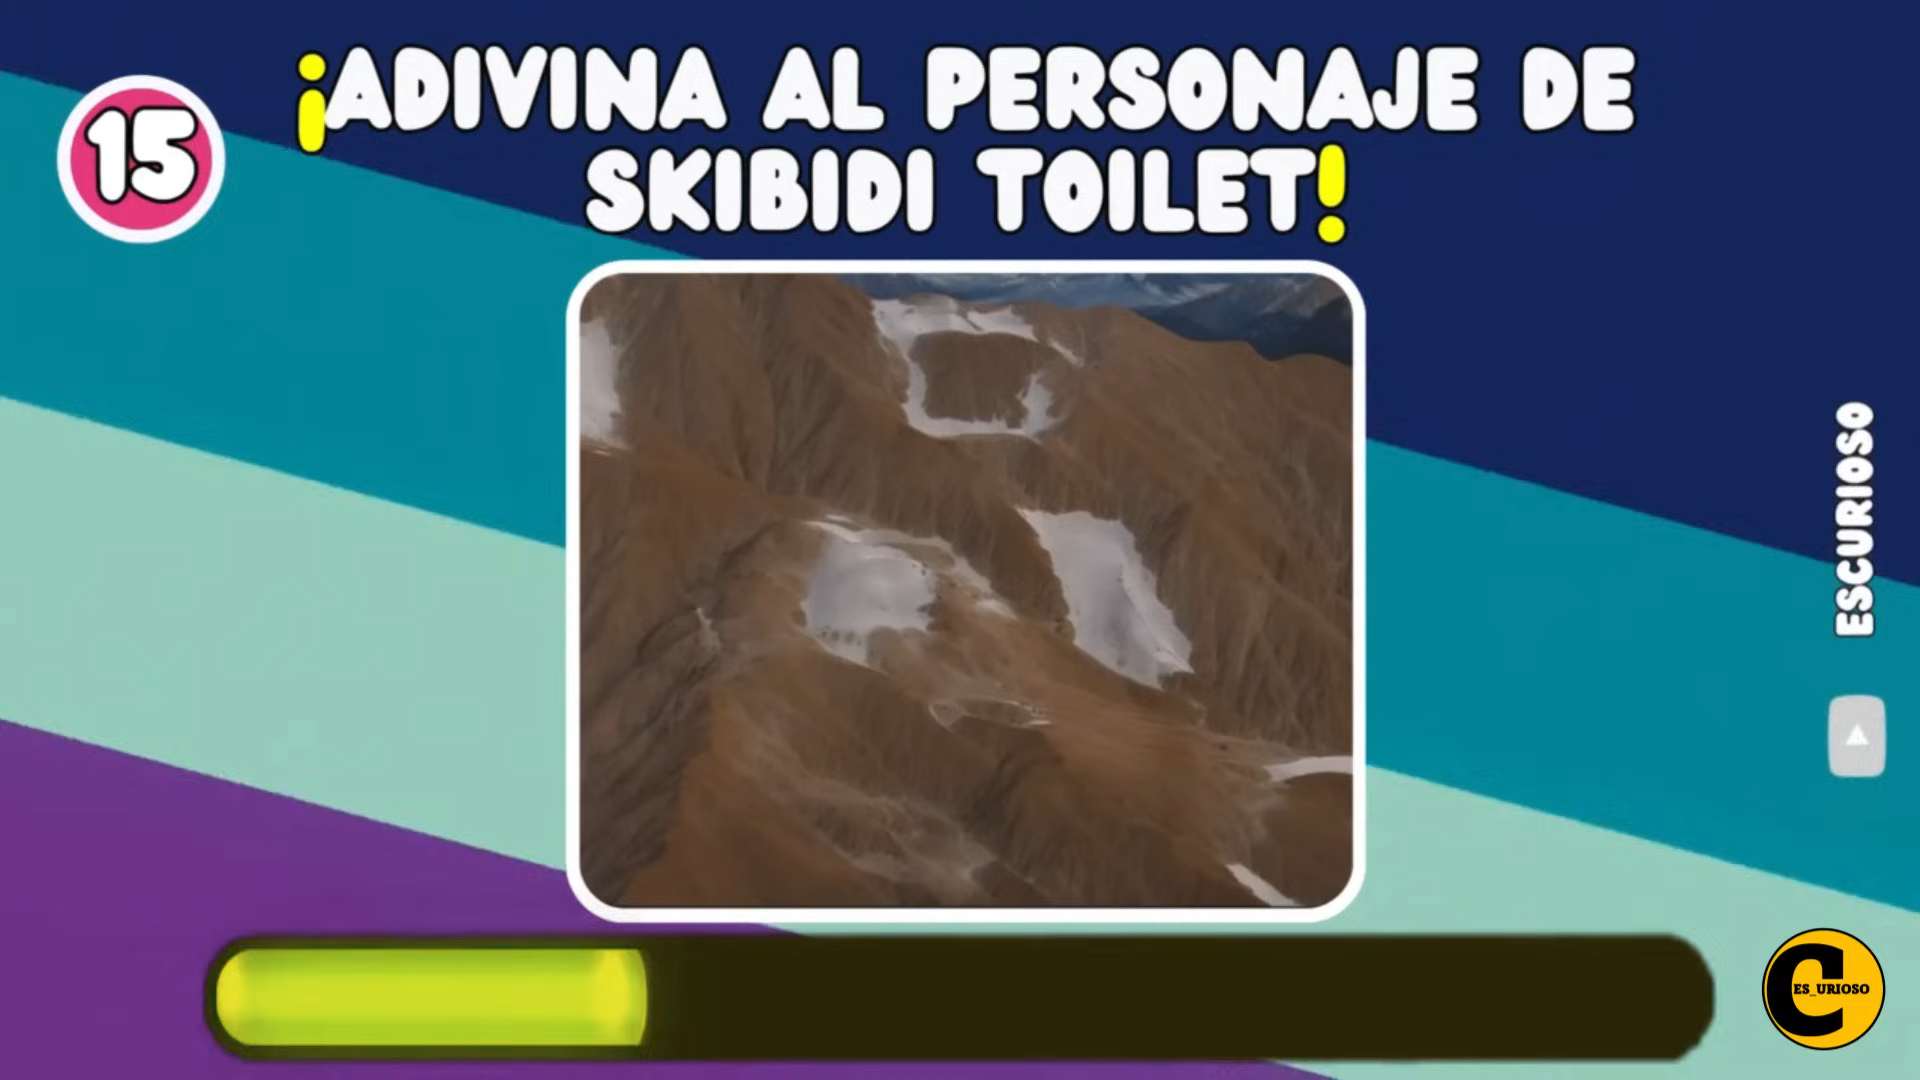 15
¡ADIVINA AL PERSONAJE DE
SKIBIDI TOILET!
ESCURIOSO
C
ES_URIOSO